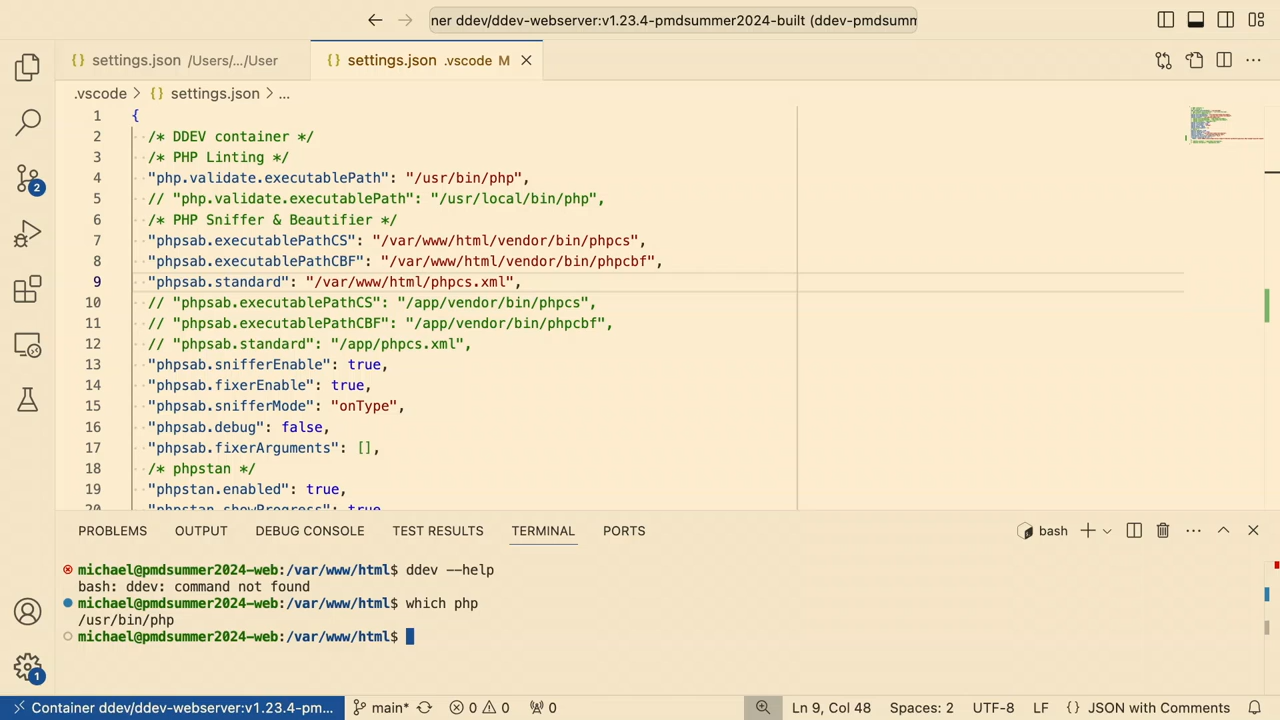 ner ddev/ddev-webserver:v1.23.4-pmdsummer2024-built (ddev-pmdsumm
settings.json /Users/.../User
settings.json .vscode M
.vscode > {} settings.json > ...
1 {
2 /* DDEV container */
3 /* PHP Linting */
4 "php.validate.executablePath": "/usr/bin/php",
5 // "php.validate.executablePath": "/usr/local/bin/php",
6 /* PHP Sniffer & Beautifier */
7 "phpsab.executablePathCS": "/var/www/html/vendor/bin/phpcs",
8 "phpsab.executablePathCBF": "/var/www/html/vendor/bin/phpcbf",
9 "phpsab.standard": "/var/www/html/phpcs.xml",
10 // "phpsab.executablePathCS": "/app/vendor/bin/phpcs",
11 // "phpsab.executablePathCBF": "/app/vendor/bin/phpcbf",
12 // "phpsab.standard": "/app/phpcs.xml",
13 "phpsab.snifferEnable": true,
14 "phpsab.fixerEnable": true,
15 "phpsab.snifferMode": "onType",
16 "phpsab.debug": false,
17 "phpsab.fixerArguments": [],
18 /* phpstan */
19 "phpstan.enabled": true,
20 "phpstan.showProgress": true
2
PROBLEMS OUTPUT DEBUG CONSOLE TEST RESULTS TERMINAL PORTS
bash
michael@pmdsummer2024-web:/var/www/html$ ddev --help
bash: ddev: command not found
michael@pmdsummer2024-web:/var/www/html$ which php
/usr/bin/php
michael@pmdsummer2024-web:/var/www/html$
1
Container ddev/ddev-webserver:v1.23.4-pm... main* 0 0 0 Ln 9, Col 48 Spaces: 2 UTF-8 LF {} JSON with Comments